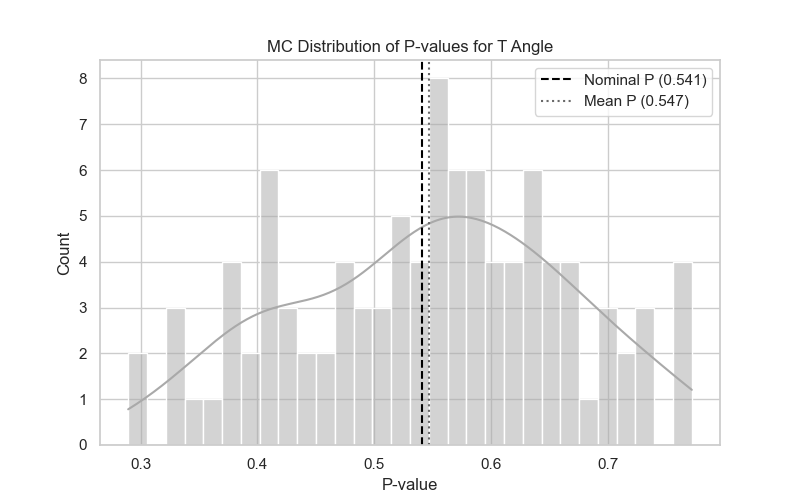 MC Distribution of P-values for T Angle
Nominal P (0.541)
Mean P (0.547)
8
7
6
5
4
3
2
1
0
Count
0.3 0.4 0.5 0.6 0.7
P-value